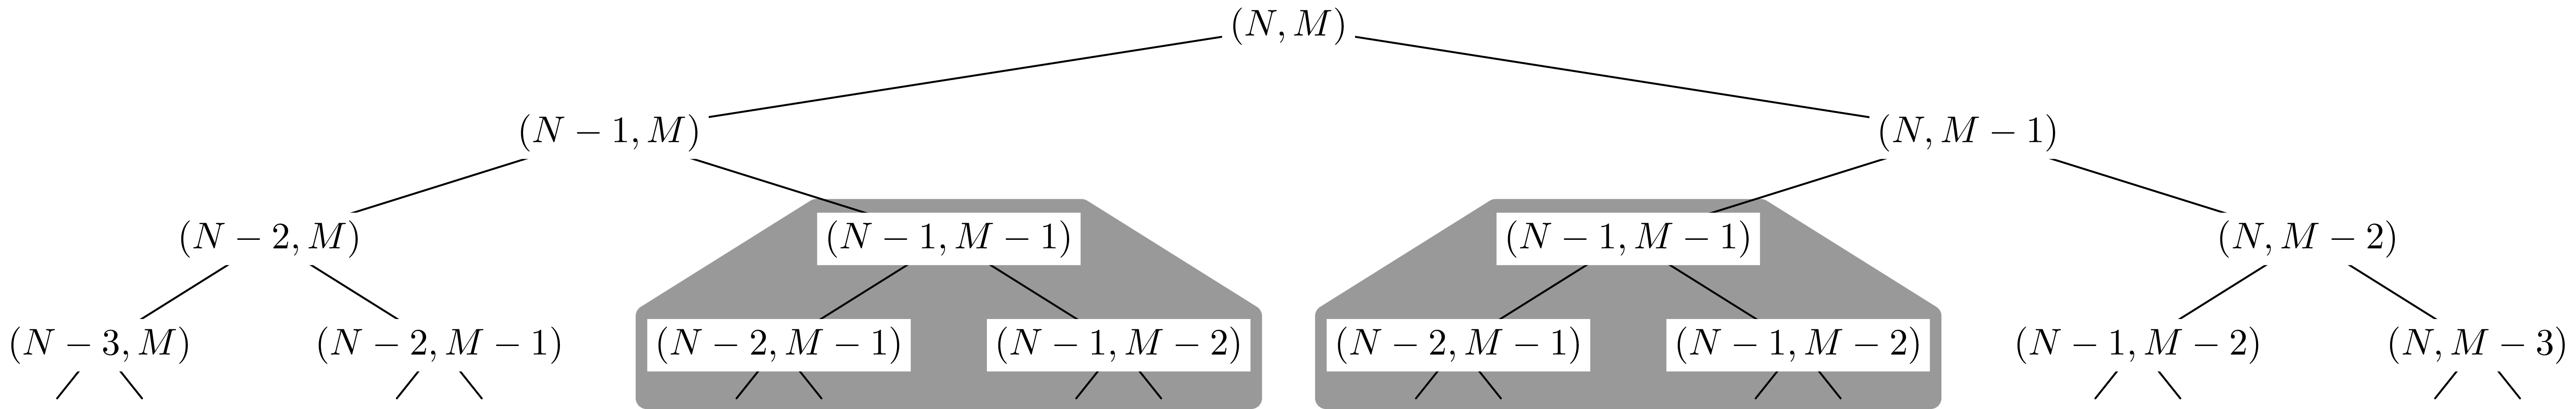 (N, M)
(N − 1, M) (N, M − 1)
(N − 2, M) (N − 1, M − 1) (N − 1, M − 1) (N, M − 2)
(N − 3, M) (N − 2, M − 1) (N − 2, M − 1) (N − 1, M − 2) (N − 2, M − 1) (N − 1, M − 2) (N − 1, M − 2) (N, M − 3)